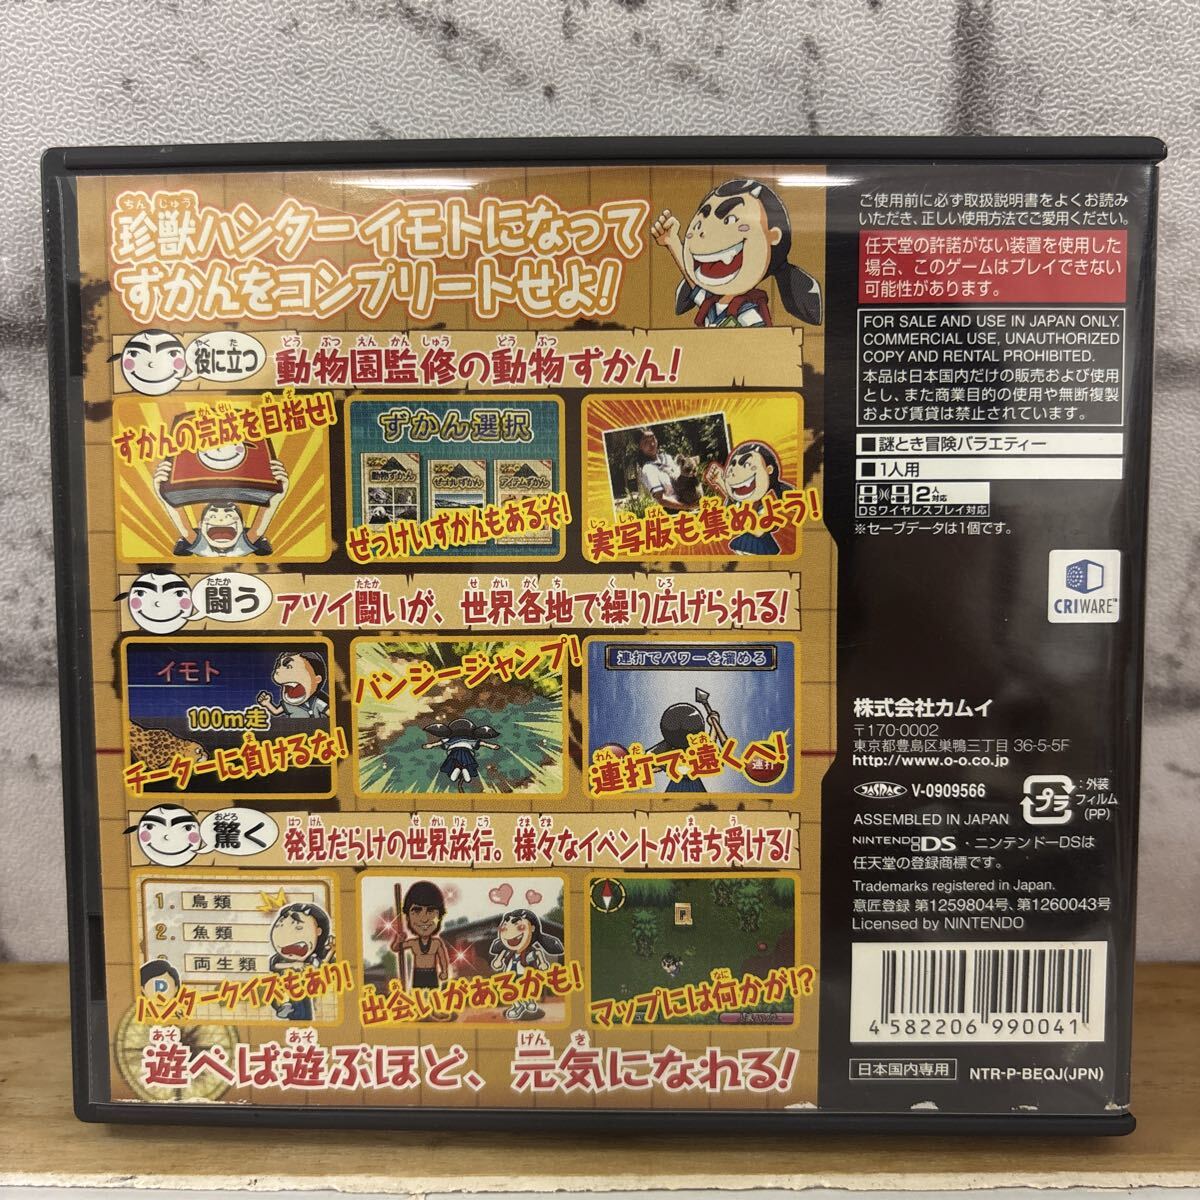 珍獣ハンターイモトになって
ずかんをコンプリートせよ!
役に立つ 動物園監修の動物ずかん!
ずかんの完成を目指せ!
ずかん選択
動物ずかん
ぜっけいずかん
アイテムずかん
ぜっけいずかんもあるぞ!
実写版も集めよう!
闘う アツイ闘いが、世界各地で繰り広げられる!
イモト
100m走
チーターに負けるな!
バンジージャンプ!
連打でパワーを溜めろ
連打
連打で遠くへ!
驚く 発見だらけの世界旅行。様々なイベントが待ち受ける!
1. 鳥類
2. 魚類
両生類
ハンタークイズもあり!
出会いがあるかも!
マップには何かが!?
遊べば遊ぶほど、元気になれる!
ご使用前に必ず取扱説明書をよくお読み
いただき、正しい使用方法でご愛用ください。
任天堂の許諾がない装置を使用した
場合、このゲームはプレイできない
可能性があります。
FOR SALE AND USE IN JAPAN ONLY.
COMMERCIAL USE, UNAUTHORIZED
COPY AND RENTAL PROHIBITED.
本品は日本国内だけの販売および使用
とし、また商業目的の使用や無断複製
および賃貸は禁止されています。
■謎とき冒険バラエティー
■1人用
2人対応
DSワイヤレスプレイ対応
※セーブデータは1個です。
CRIWARE™
株式会社カムイ
〒170-0002
東京都豊島区巣鴨三丁目 36-5-5F
http://www.o-o.co.jp
JASRAC V-0909566
プラ :外装フィルム(PP)
ASSEMBLED IN JAPAN
NINTENDO DS・ニンテンドーDSは
任天堂の登録商標です。
Trademarks registered in Japan.
意匠登録 第1259804号、第1260043号
Licensed by NINTENDO
4 582206 990041
日本国内専用 NTR-P-BEQJ(JPN)